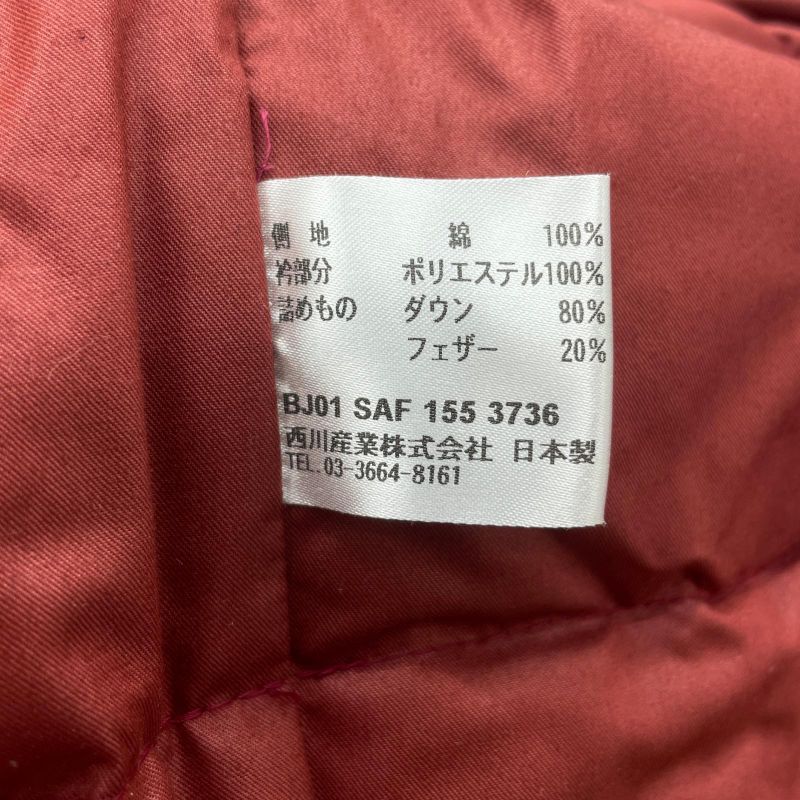 側 地 綿 100%
衿部分 ポリエステル100%
詰めもの ダウン 80%
フェザー 20%
BJ01 SAF 155 3736
西川産業株式会社 日本製
TEL.03-3664-8161